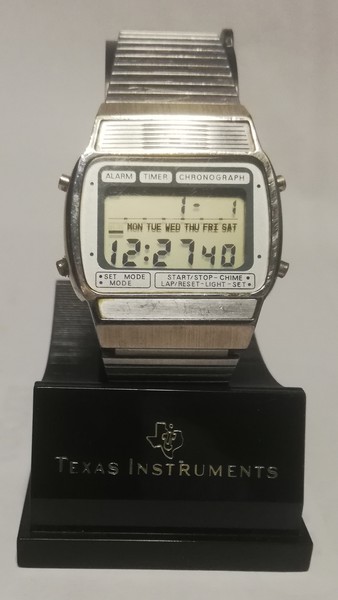 ALARM TIMER CHRONOGRAPH
1- 1
MON TUE WED THU FRI SAT
12:27 40
SET MODE START/STOP-CHIME
MODE LAP/RESET-LIGHT-SET
TEXAS INSTRUMENTS